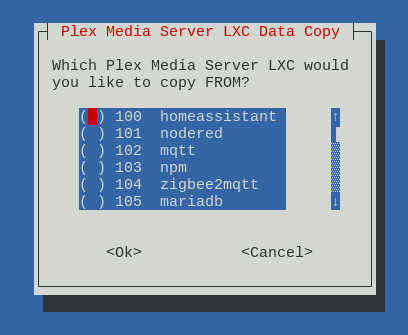 Plex Media Server LXC Data Copy
Which Plex Media Server LXC would
you like to copy FROM?
( ) 100 homeassistant ↑
( ) 101 nodered
( ) 102 mqtt
( ) 103 npm
( ) 104 zigbee2mqtt
( ) 105 mariadb ↓
<Ok> <Cancel>